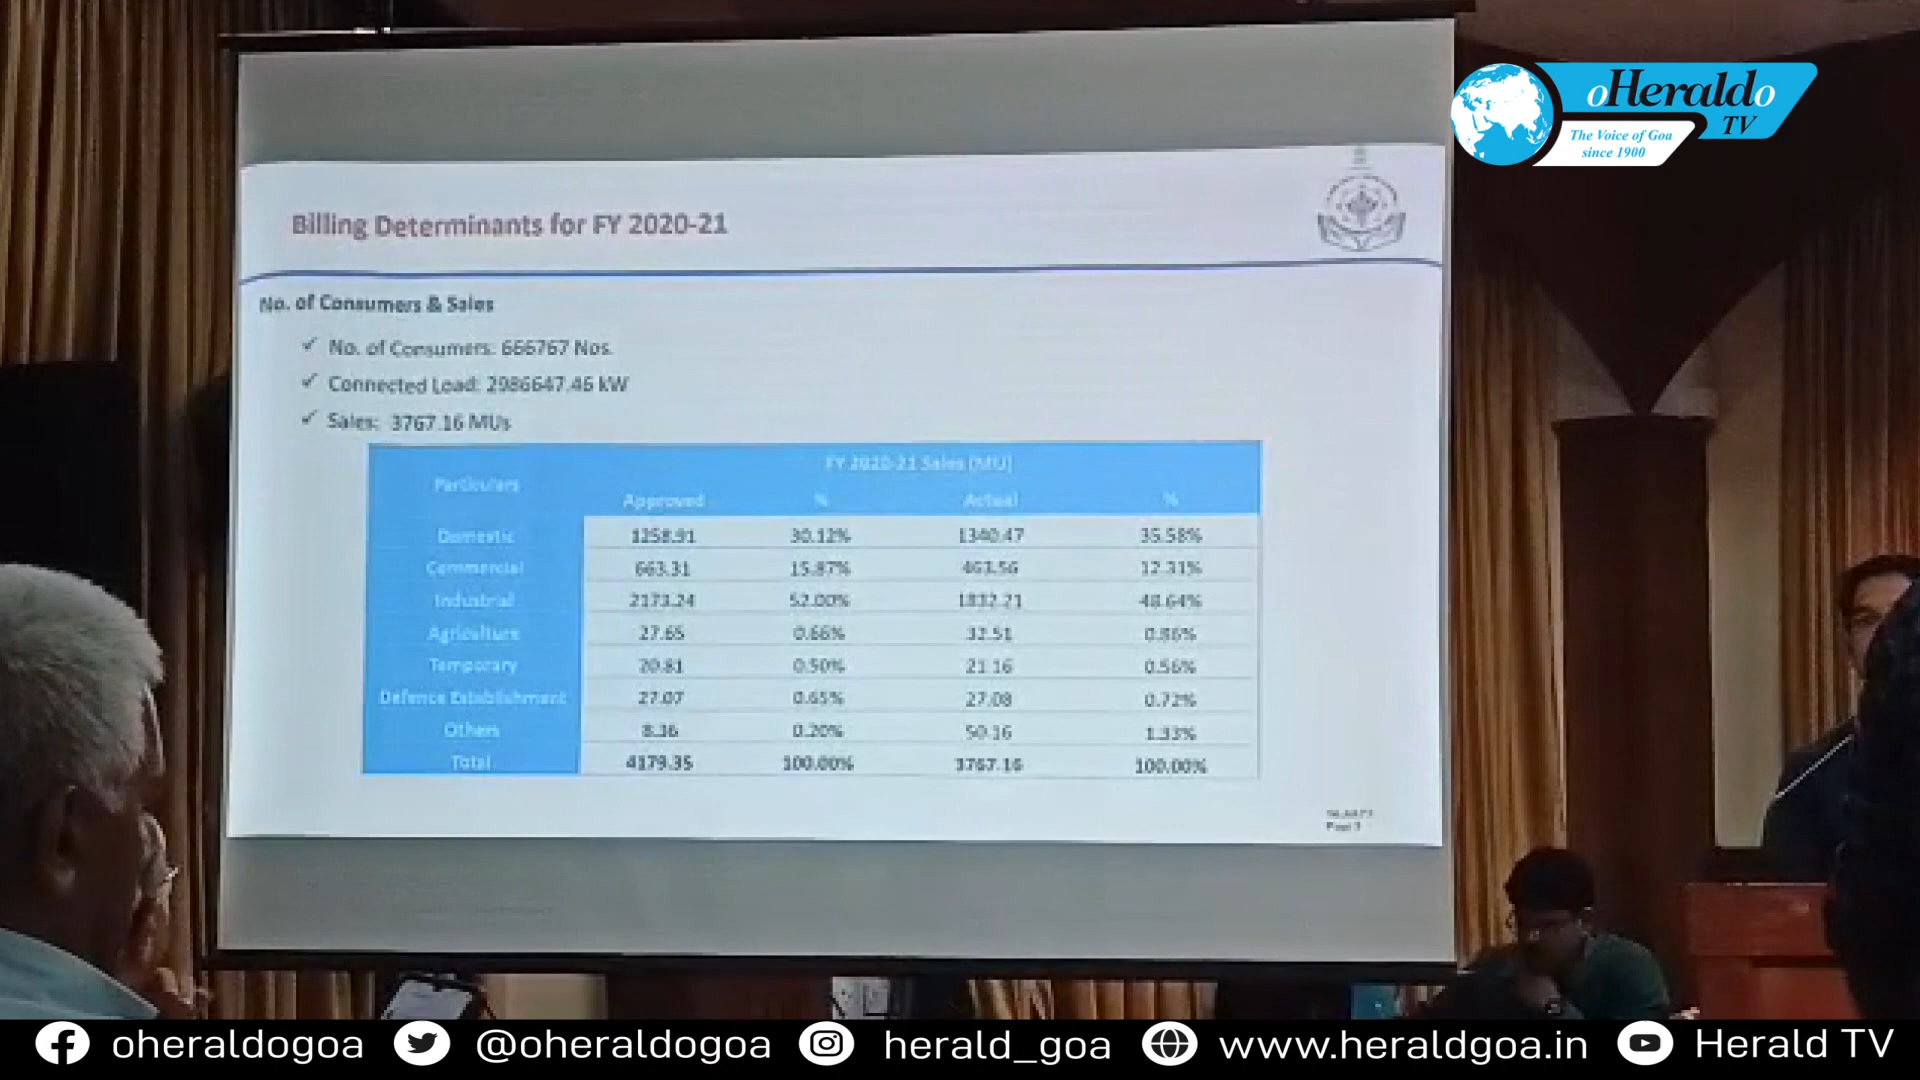 oHeraldo
TV
The Voice of Goa
since 1900
Billing Determinants for FY 2020-21
No. of Consumers & Sales
✓ No. of Consumers: 666767 Nos.
✓ Connected Load: 2986647.46 kW
✓ Sales: 3767.16 MUs
Particulars FY 2020-21 Sales (MU)
Approved % Actual %
Domestic 1258.91 30.12% 1340.47 35.58%
Commercial 663.31 15.87% 463.56 12.31%
Industrial 2173.24 52.00% 1832.21 48.64%
Agriculture 27.65 0.66% 32.51 0.86%
Temporary 20.81 0.50% 21.16 0.56%
Defence Establishment 27.07 0.65% 27.08 0.72%
Others 8.36 0.20% 50.16 1.33%
Total 4179.35 100.00% 3767.16 100.00%
oheraldogoa @oheraldogoa herald_goa www.heraldgoa.in Herald TV